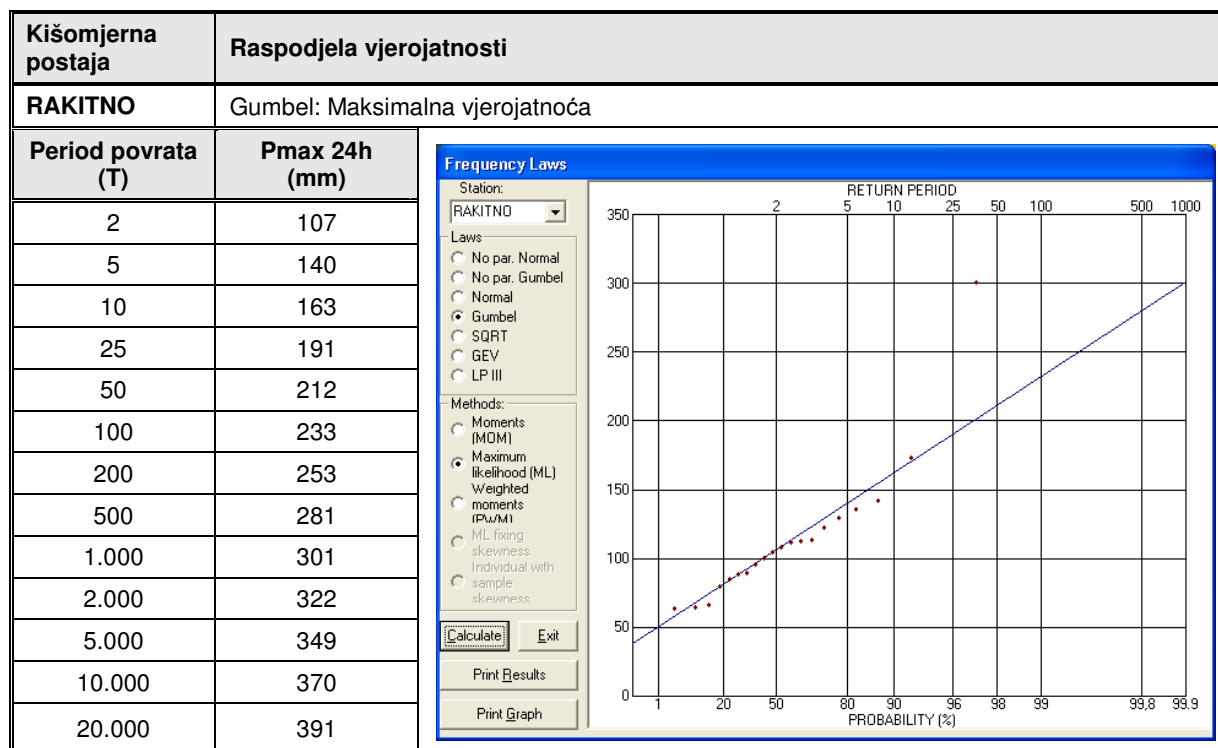 Kišomjerna postaja
Raspodjela vjerojatnosti
RAKITNO
Gumbel: Maksimalna vjerojatnoća
Period povrata (T)
Pmax 24h (mm)
2 107
5 140
10 163
25 191
50 212
100 233
200 253
500 281
1.000 301
2.000 322
5.000 349
10.000 370
20.000 391
Frequency Laws
Station:
RAKITNO
Laws
No par. Normal
No par. Gumbel
Normal
Gumbel
SQRT
GEV
LP III
Methods:
Moments
(MOM)
Maximum
likelihood (ML)
Weighted
moments
(PWM)
ML fixing
skewness
Individual with
sample
skewness
Calculate
Exit
Print Results
Print Graph
RETURN PERIOD
2 5 10 25 50 100 500 1000
350
300
250
200
150
100
50
0
1 20 50 80 90 96 98 99 99,8 99.9
PROBABILITY (%)